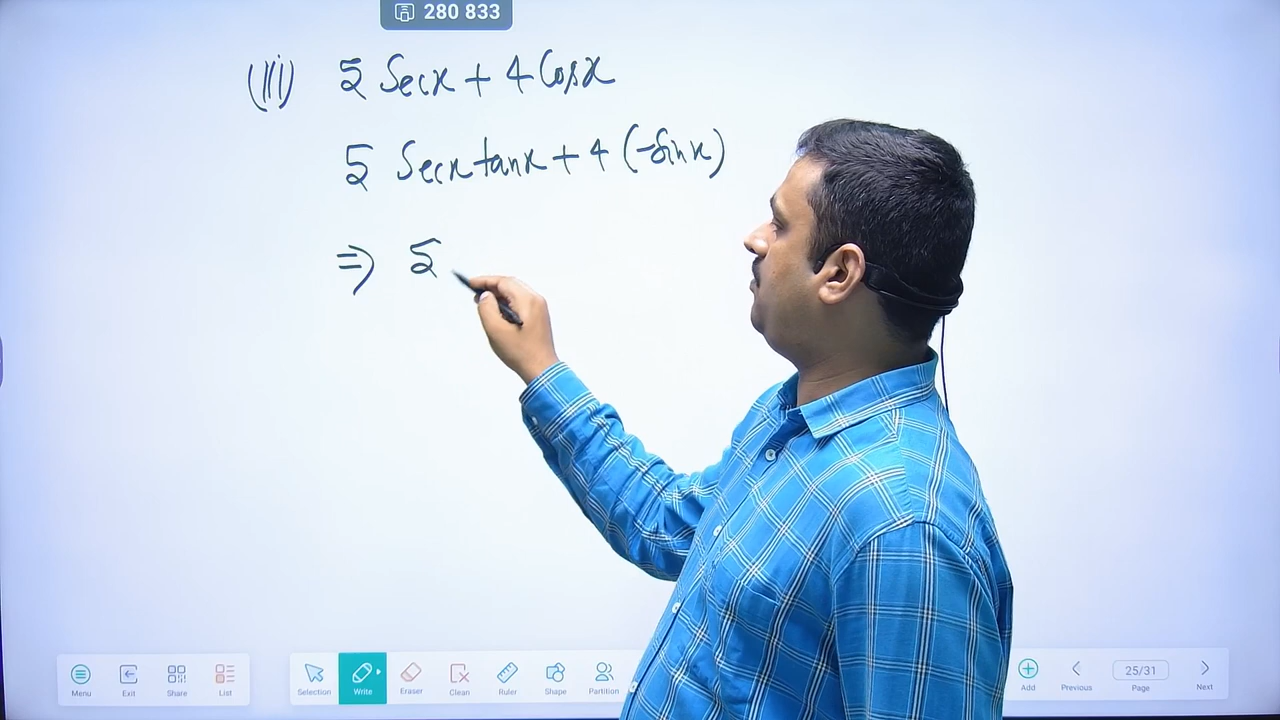 280 833
(iii) 5 Secx + 4 Cosx
5 Secx tanx + 4 (-Sinx)
⇒ 5
Menu
Exit
Share
List
Selection
Write
Eraser
Clean
Ruler
Shape
Partition
Add
Previous
25/31
Page
Next